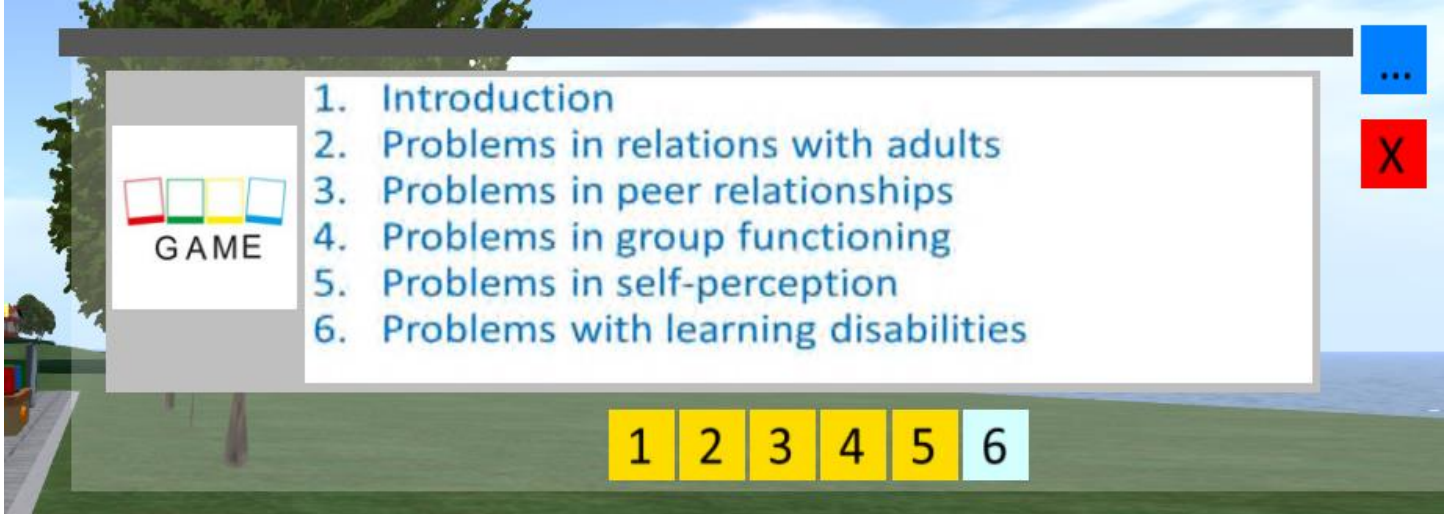 ...
X
GAME
1. Introduction
2. Problems in relations with adults
3. Problems in peer relationships
4. Problems in group functioning
5. Problems in self-perception
6. Problems with learning disabilities
1 2 3 4 5 6